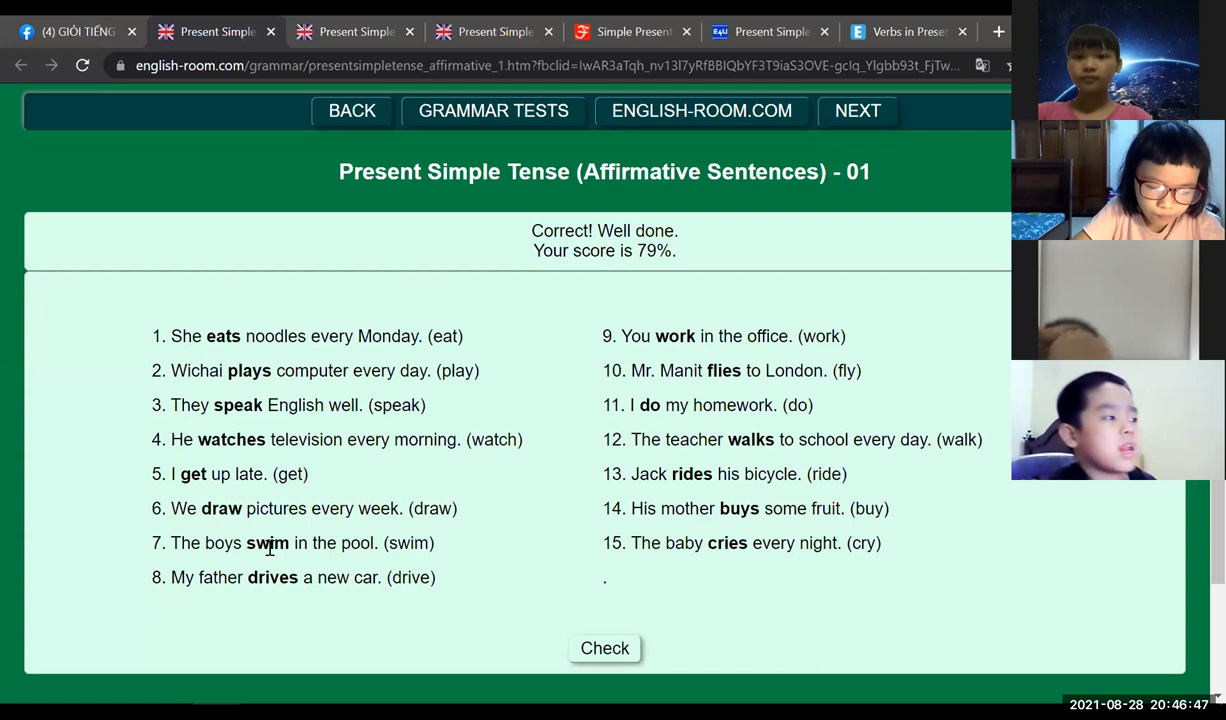 (4) GIỎI TIẾNG
Present Simple
Present Simple
Present Simple
Simple Present
E4U
Present Simple
E
Verbs in Preser
english-room.com/grammar/presentsimpletense_affirmative_1.htm?fbclid=
BACK
GRAMMAR TESTS
ENGLISH-ROOM.COM
NEXT
Present Simple Tense (Affirmative Sentences) - 01
Correct! Well done.
Your score is 79%.
1. She eats noodles every Monday. (eat)
2. Wichai plays computer every day. (play)
3. They speak English well. (speak)
4. He watches television every morning. (watch)
5. I get up late. (get)
6. We draw pictures every week. (draw)
7. The boys swim in the pool. (swim)
8. My father drives a new car. (drive)
9. You work in the office. (work)
10. Mr. Manit flies to London. (fly)
11. I do my homework. (do)
12. The teacher walks to school every day. (walk)
13. Jack rides his bicycle. (ride)
14. His mother buys some fruit. (buy)
15. The baby cries every night. (cry)
.
Check
2021-08-28 20:46:47